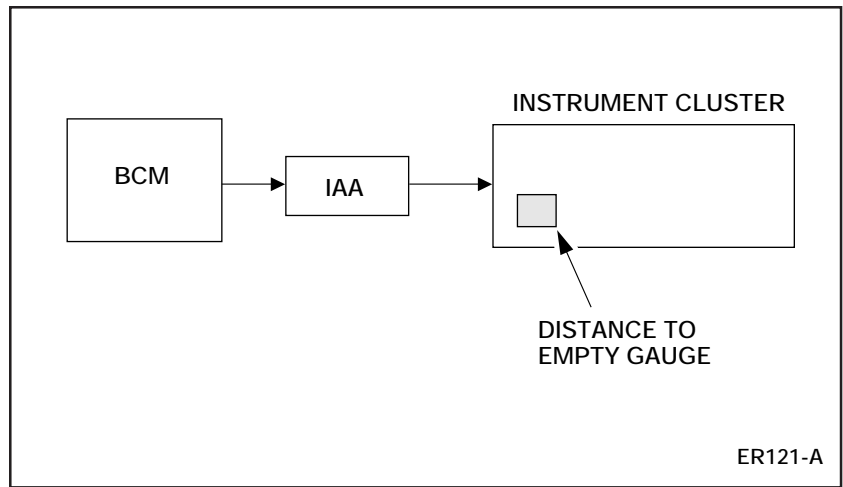 INSTRUMENT CLUSTER
BCM
IAA
DISTANCE TO
EMPTY GAUGE
ER121-A